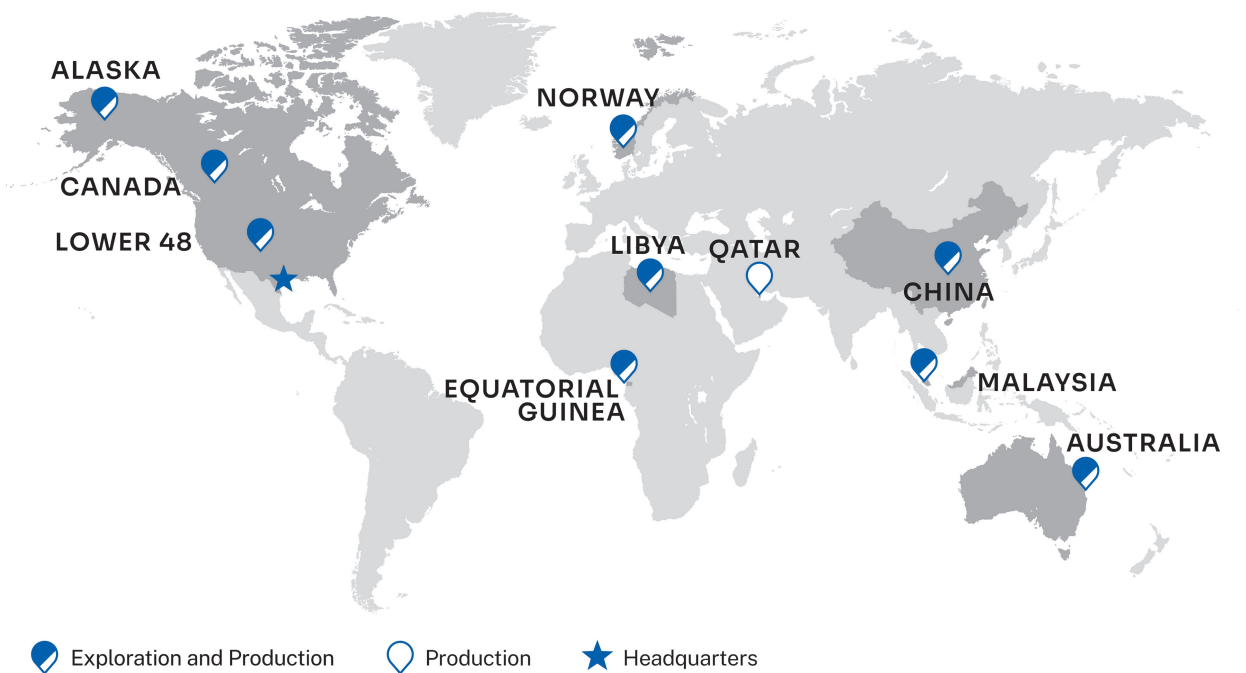 ALASKA
NORWAY
CANADA
LOWER 48
LIBYA
QATAR
CHINA
EQUATORIAL
GUINEA
MALAYSIA
AUSTRALIA
Exploration and Production
Production
Headquarters